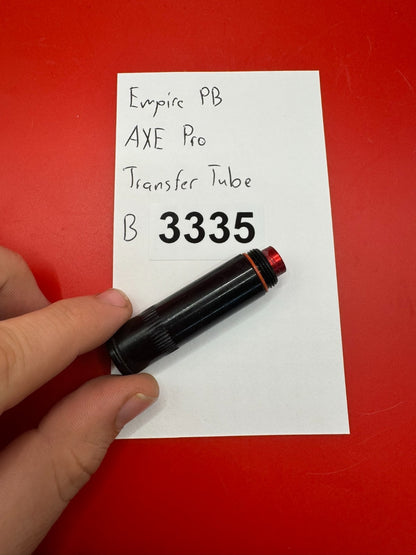 Empire PB
AXE Pro
Transfer Tube
B 3335